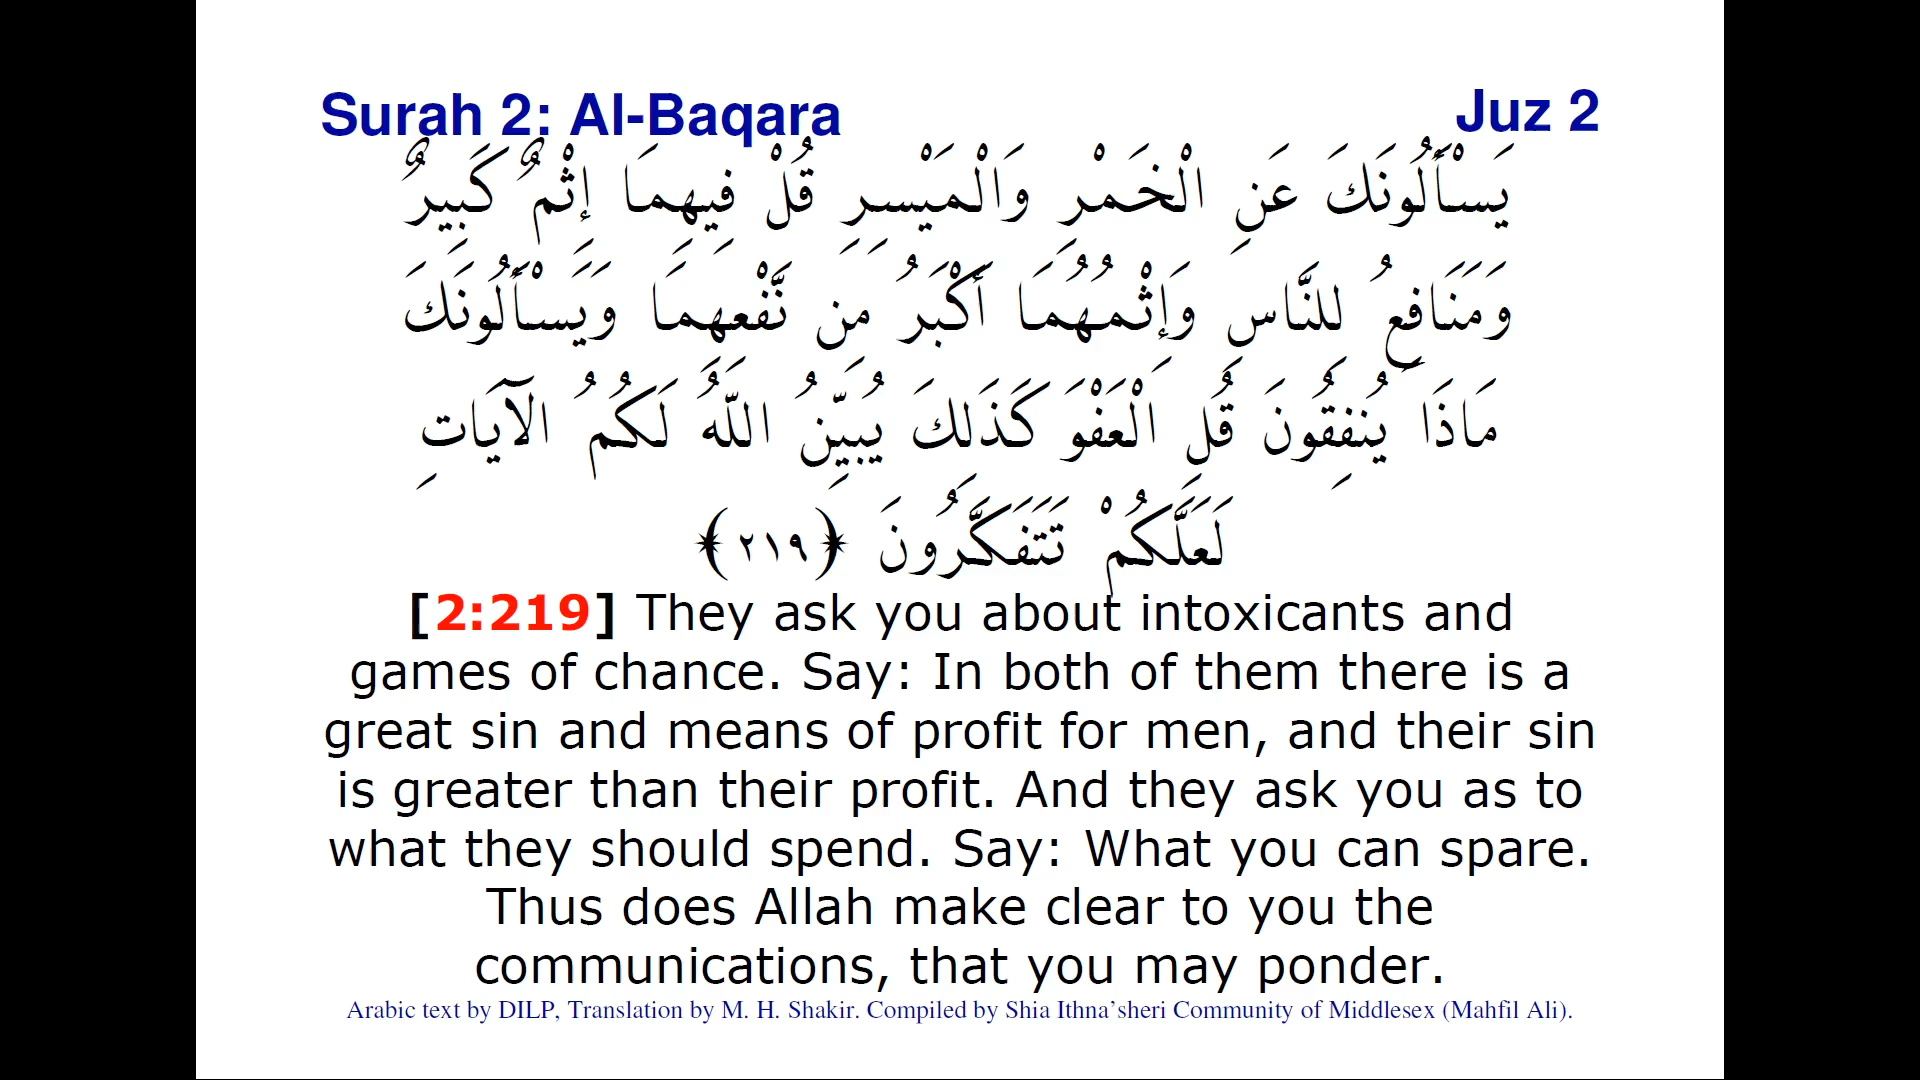 Surah 2: Al-Baqara Juz 2
يَسْأَلُونَكَ عَنِ الْخَمْرِ وَالْمَيْسِرِ قُلْ فِيهِمَا إِثْمٌ كَبِيرٌ
وَمَنَافِعُ لِلنَّاسِ وَإِثْمُهُمَا أَكْبَرُ مِن نَّفْعِهِمَا وَيَسْأَلُونَكَ
مَاذَا يُنفِقُونَ قُلِ الْعَفْوَ كَذَلِكَ يُبيِّنُ اللّهُ لَكُمُ الآيَاتِ
لَعَلَّكُمْ تَتَفَكَّرُونَ ﴿٢١٩﴾
[2:219] They ask you about intoxicants and
games of chance. Say: In both of them there is a
great sin and means of profit for men, and their sin
is greater than their profit. And they ask you as to
what they should spend. Say: What you can spare.
Thus does Allah make clear to you the
communications, that you may ponder.
Arabic text by DILP, Translation by M. H. Shakir. Compiled by Shia Ithna’sheri Community of Middlesex (Mahfil Ali).